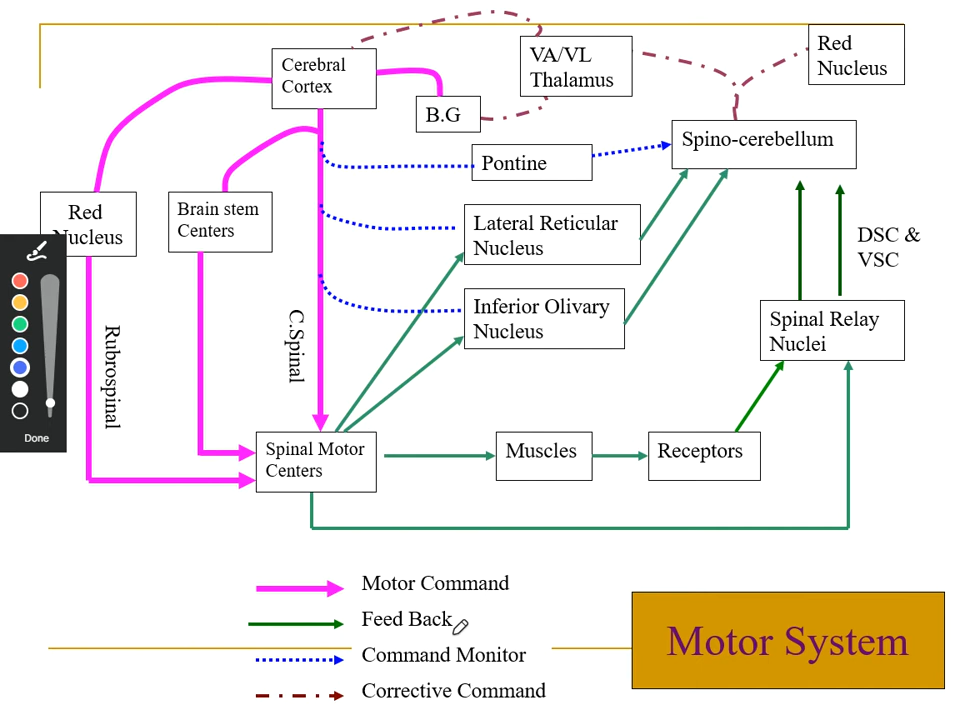 Cerebral
Cortex
B.G
VA/VL
Thalamus
Red
Nucleus
Pontine
Spino-cerebellum
Red
Nucleus
Brain stem
Centers
Lateral Reticular
Nucleus
DSC &
VSC
Inferior Olivary
Nucleus
Spinal Relay
Nuclei
Rubrospinal
C.Spinal
Done
Spinal Motor
Centers
Muscles
Receptors
Motor Command
Feed Back
Command Monitor
Corrective Command
Motor System